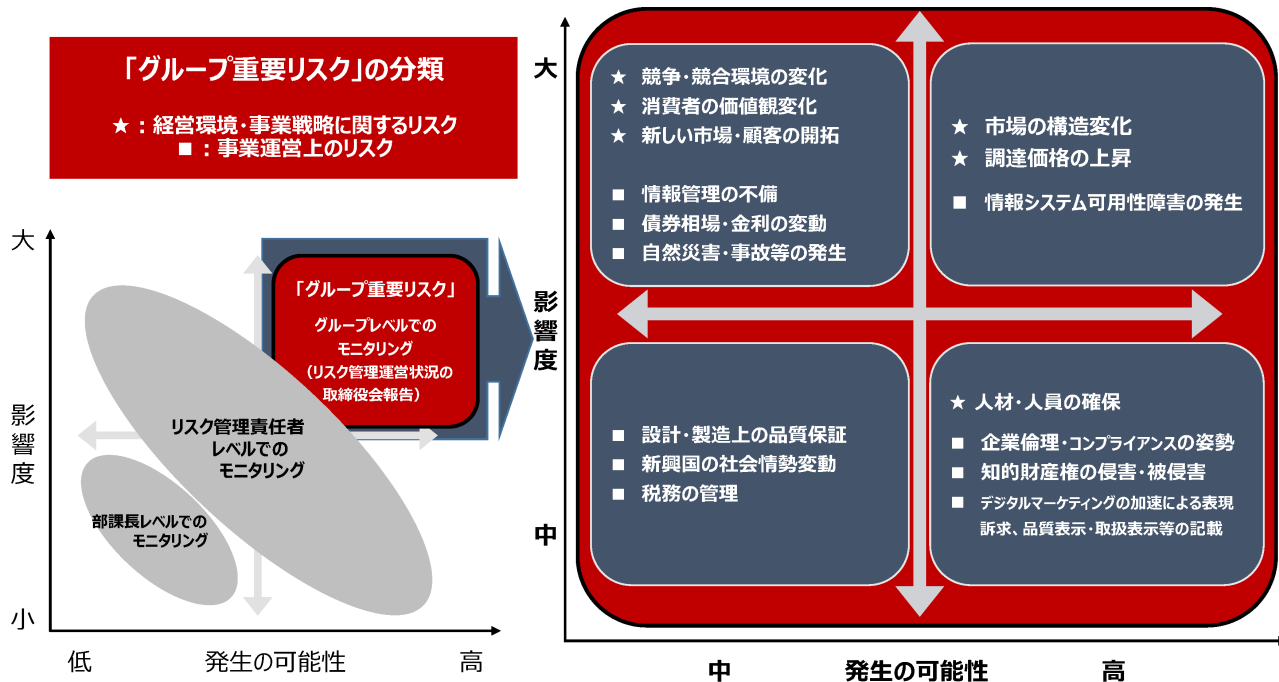 「グループ重要リスク」の分類
★：経営環境・事業戦略に関するリスク
■：事業運営上のリスク
大
影響度
小
低
発生の可能性
高
「グループ重要リスク」
グループレベルでの
モニタリング
（リスク管理運営状況の
取締役会報告）
リスク管理責任者
レベルでの
モニタリング
部課長レベルでの
モニタリング
大
影響度
中
★ 競争・競合環境の変化
★ 消費者の価値観変化
★ 新しい市場・顧客の開拓
■ 情報管理の不備
■ 債券相場・金利の変動
■ 自然災害・事故等の発生
★ 市場の構造変化
★ 調達価格の上昇
■ 情報システム可用性障害の発生
■ 設計・製造上の品質保証
■ 新興国の社会情勢変動
■ 税務の管理
★ 人材・人員の確保
■ 企業倫理・コンプライアンスの姿勢
■ 知的財産権の侵害・被侵害
■ デジタルマーケティングの加速による表現
訴求、品質表示・取扱表示等の記載
中
発生の可能性
高